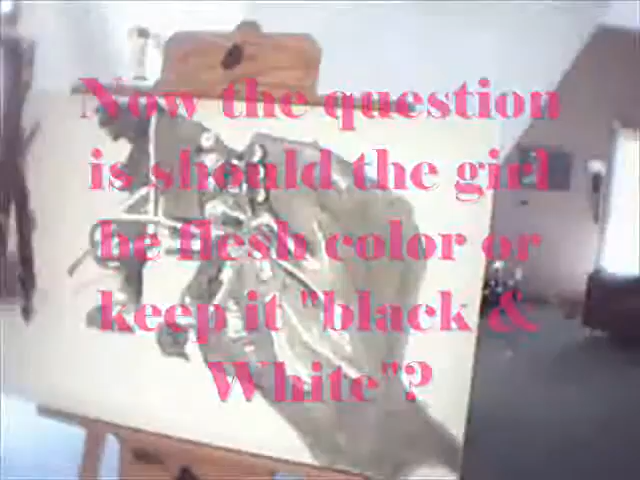 Now the question
is should the girl
be flesh color or
keep it "black &
White"?